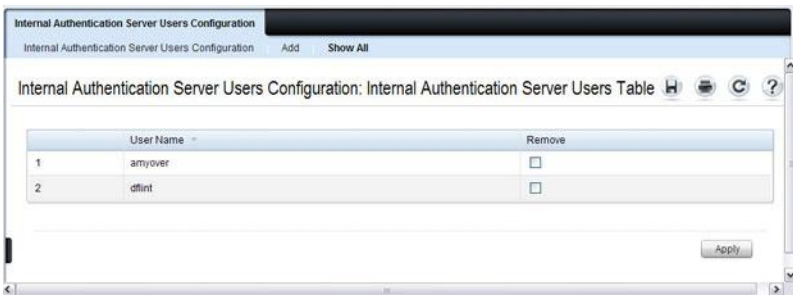 Internal Authentication Server Users Configuration
Internal Authentication Server Users Configuration Add Show All
Internal Authentication Server Users Configuration: Internal Authentication Server Users Table ?
User Name Remove
1 amyover
2 dflint
Apply